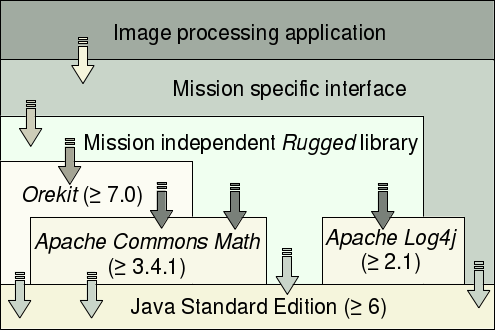 Image processing application
Mission specific interface
Mission independent Rugged library
Orekit (≥ 7.0)
Apache Commons Math
(≥ 3.4.1)
Apache Log4j
(≥ 2.1)
Java Standard Edition (≥ 6)